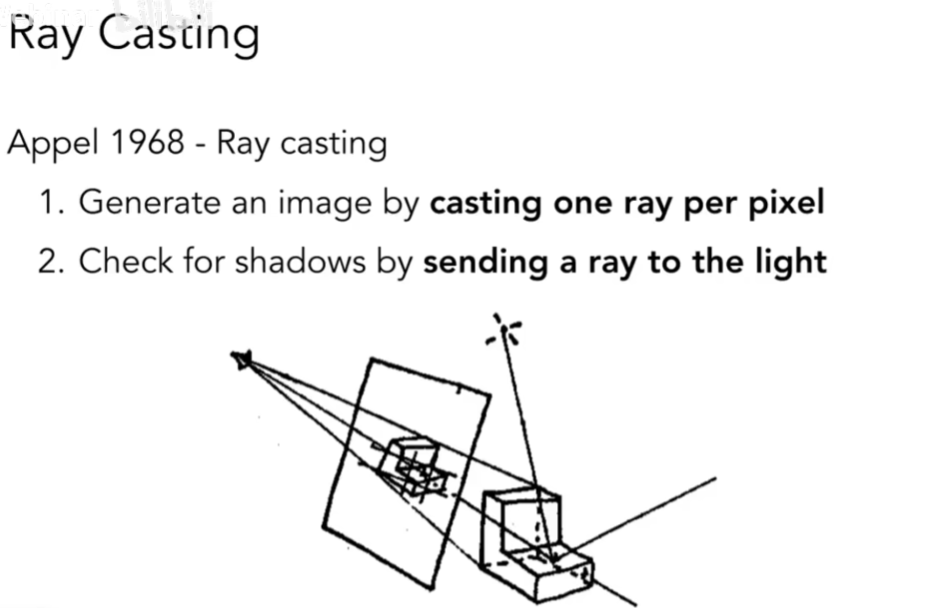 Ray Casting
Appel 1968 - Ray casting
1. Generate an image by casting one ray per pixel
2. Check for shadows by sending a ray to the light